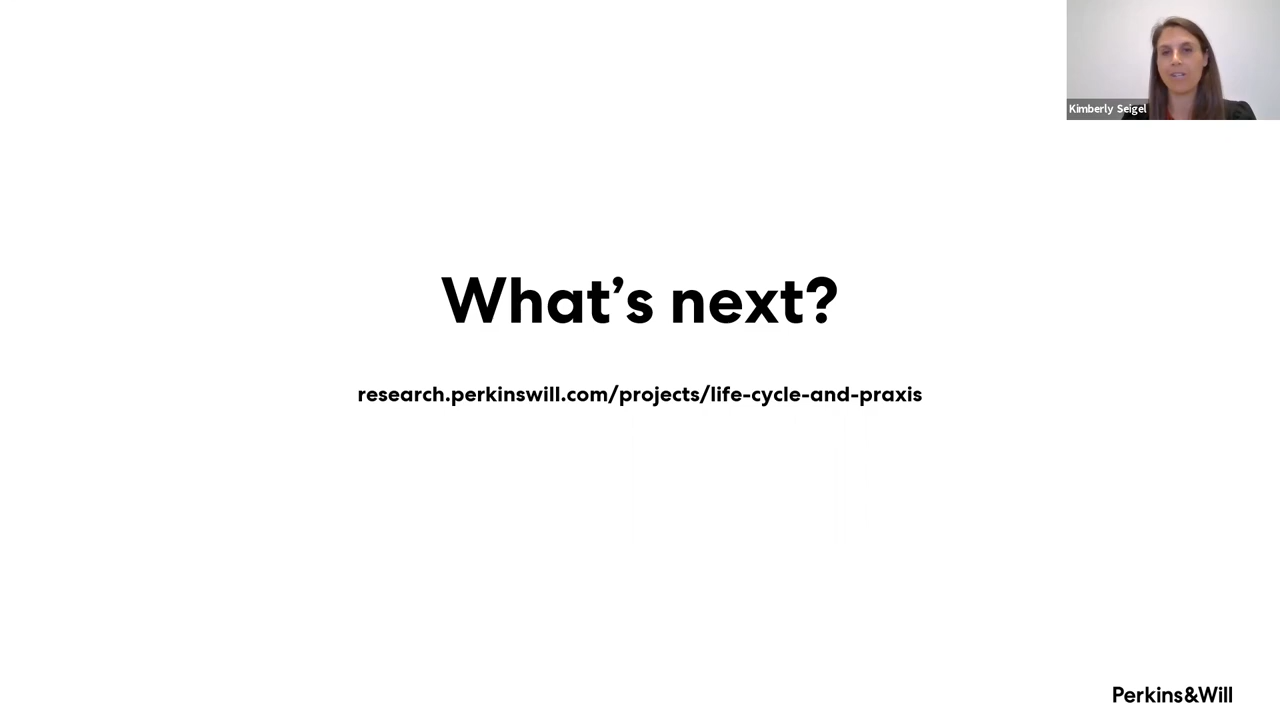 Kimberly Seigel
What's next?
research.perkinswill.com/projects/life-cycle-and-praxis
Perkins&Will